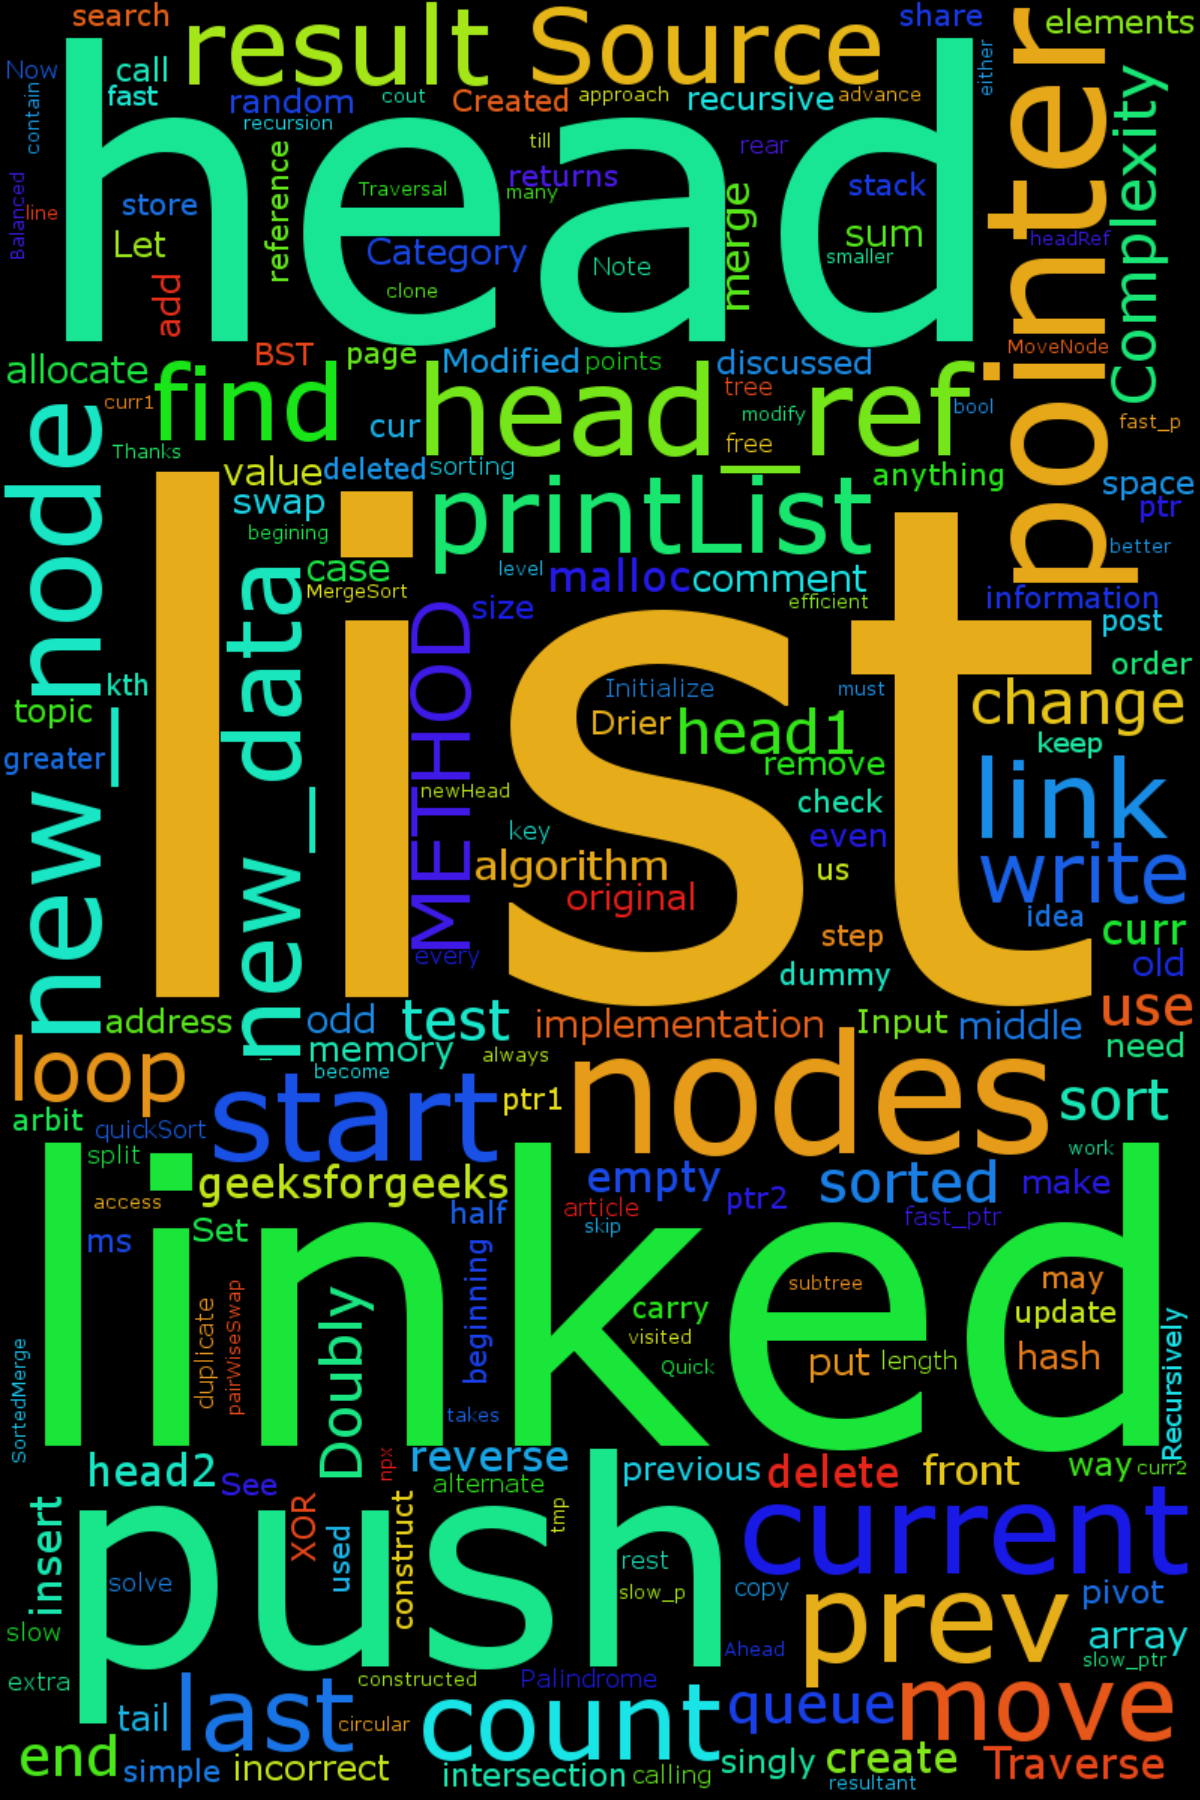 search
result
Source
share
elements
Now
call
fast
random
cout
Created
approach
recursive
advance
either
pointer
Complexity
contain
recursion
head
till
rear
returns
many
Traversal
reference
merge
stack
Balanced
line
store
Let
Category
Note
sum
smaller
headRef
add
clone
MoveNode
allocate
BST
page
Modified
points
discussed
find
curr1
cur
head_ref
tree
modify
free
bool
fast_p
Thanks
value
deleted
sorting
anything
space
ptr
new_node
swap
begining
printList
better
case
MergeSort
level
malloc
comment
efficient
information
post
size
list
new_data
METHOD
order
kth
topic
Initialize
must
change
Drier
head1
keep
greater
remove
link
newHead
check
key
even
algorithm
us
write
original
idea
step
curr
every
dummy
old
use
address
odd
test
implementation
Input
middle
need
loop
memory
always
_
become
start
ptr1
nodes
sort
arbit
quickSort
split
work
geeksforgeeks
empty
sorted
make
access
half
article
ptr2
fast_ptr
Set
skip
ms
linked
beginning
subtree
may
duplicate
pairWiseSwap
Doubly
carry
update
visited
Quick
put
length
hash
Recursively
SortedMerge
takes
head2
See
npx
reverse
alternate
previous
delete
front
way
curr2
insert
push
XOR
used
construct
tmp
current
solve
rest
slow_p
copy
prev
pivot
slow
Ahead
array
slow_ptr
extra
constructed
Palindrome
tail
last
circular
count
queue
move
end
simple
incorrect
intersection
calling
singly
create
resultant
Traverse